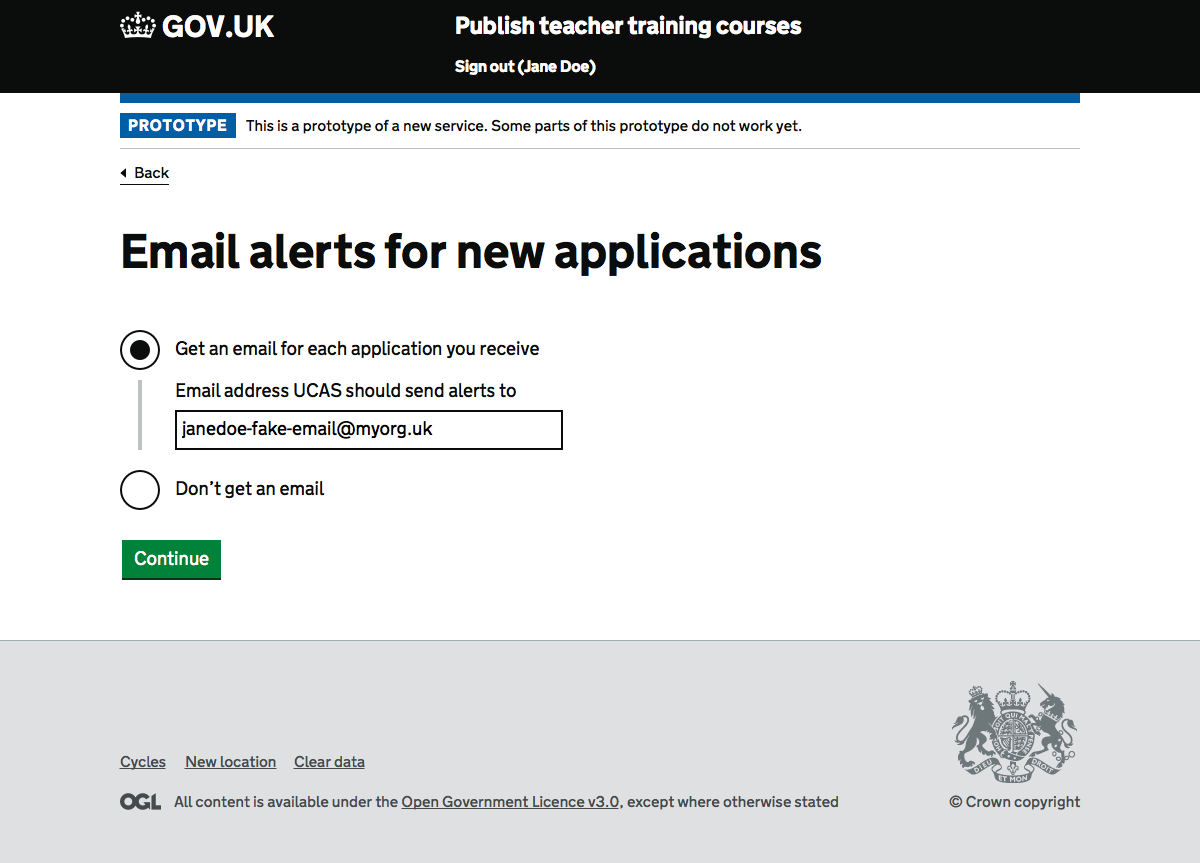 GOV.UK
Publish teacher training courses
Sign out (Jane Doe)
PROTOTYPE This is a prototype of a new service. Some parts of this prototype do not work yet.
Back
Email alerts for new applications
Get an email for each application you receive
Email address UCAS should send alerts to
janedoe-fake-email@myorg.uk
Don’t get an email
Continue
Cycles New location Clear data
OGL All content is available under the Open Government Licence v3.0, except where otherwise stated
© Crown copyright
DIEU ET MON DROIT